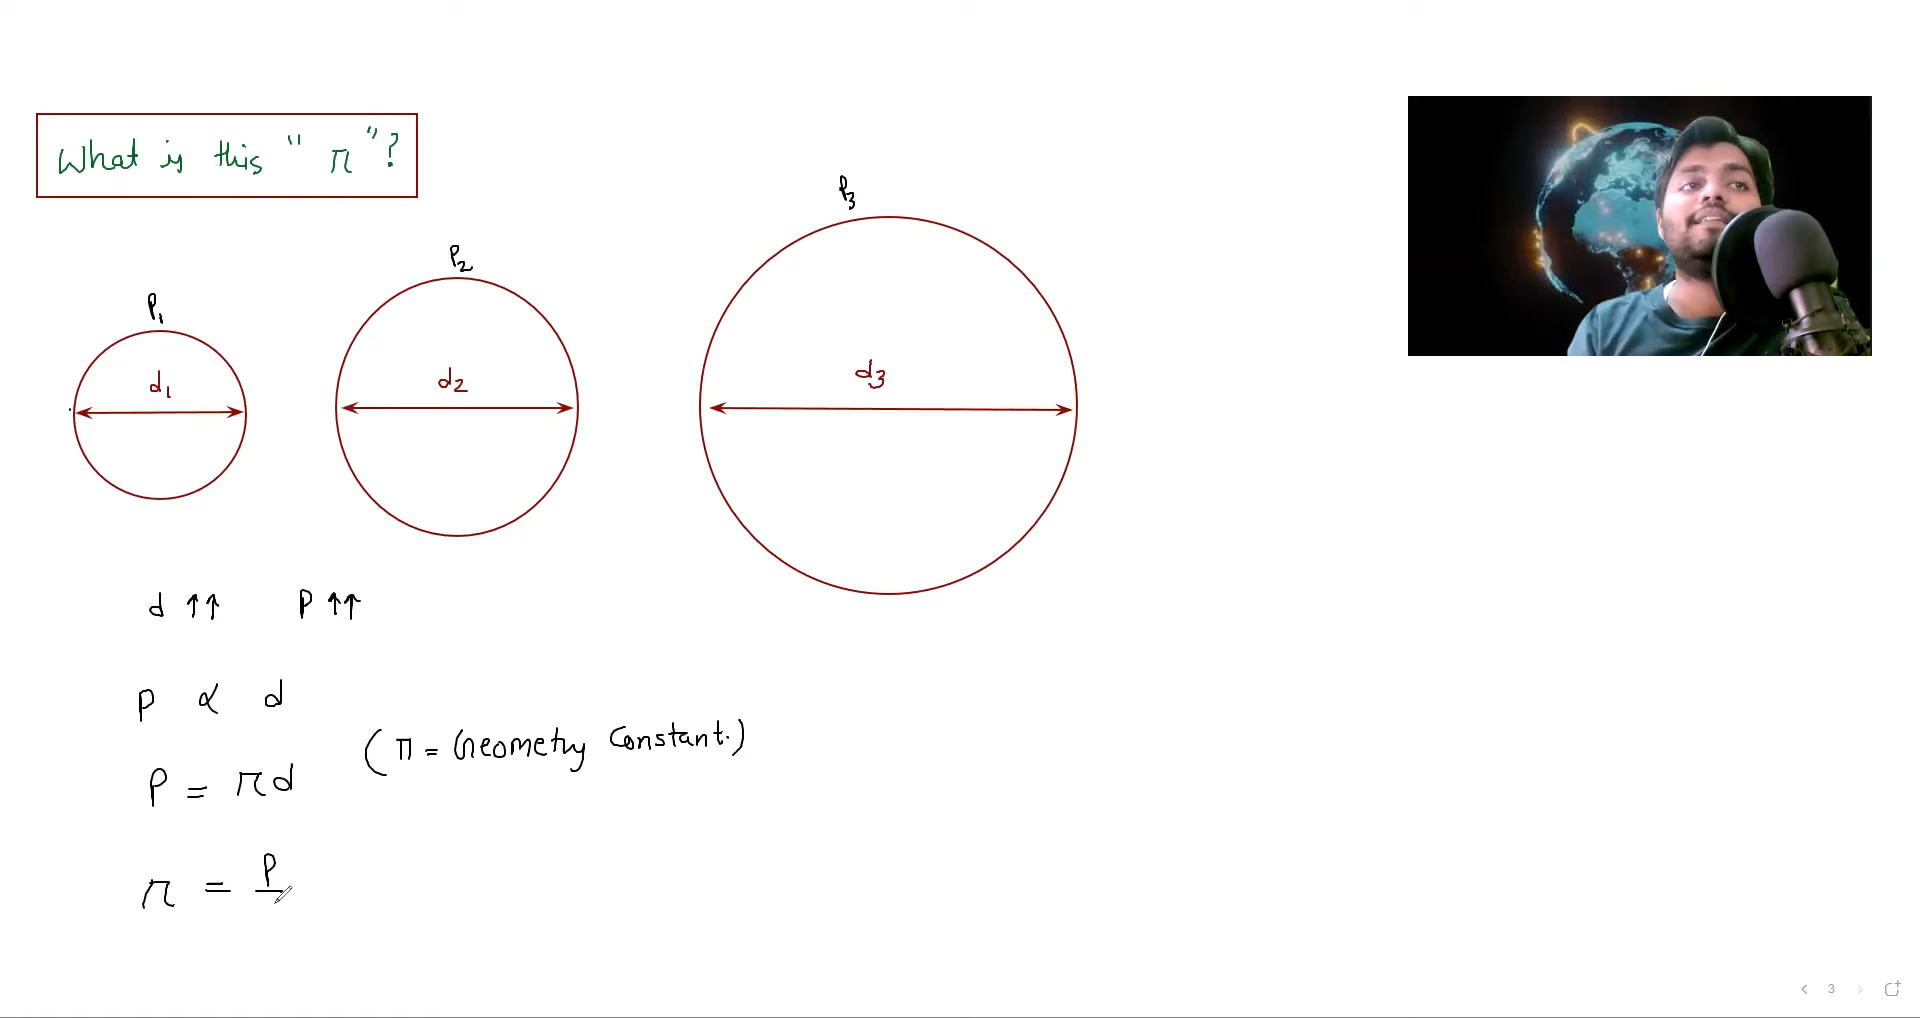 What is this " π "?
P₁
P₂
P₃
d₁
d₂
d₃
d ↑↑ P ↑↑
P ∝ d
(π = Geometry Constant.)
P = πd
π = P
3